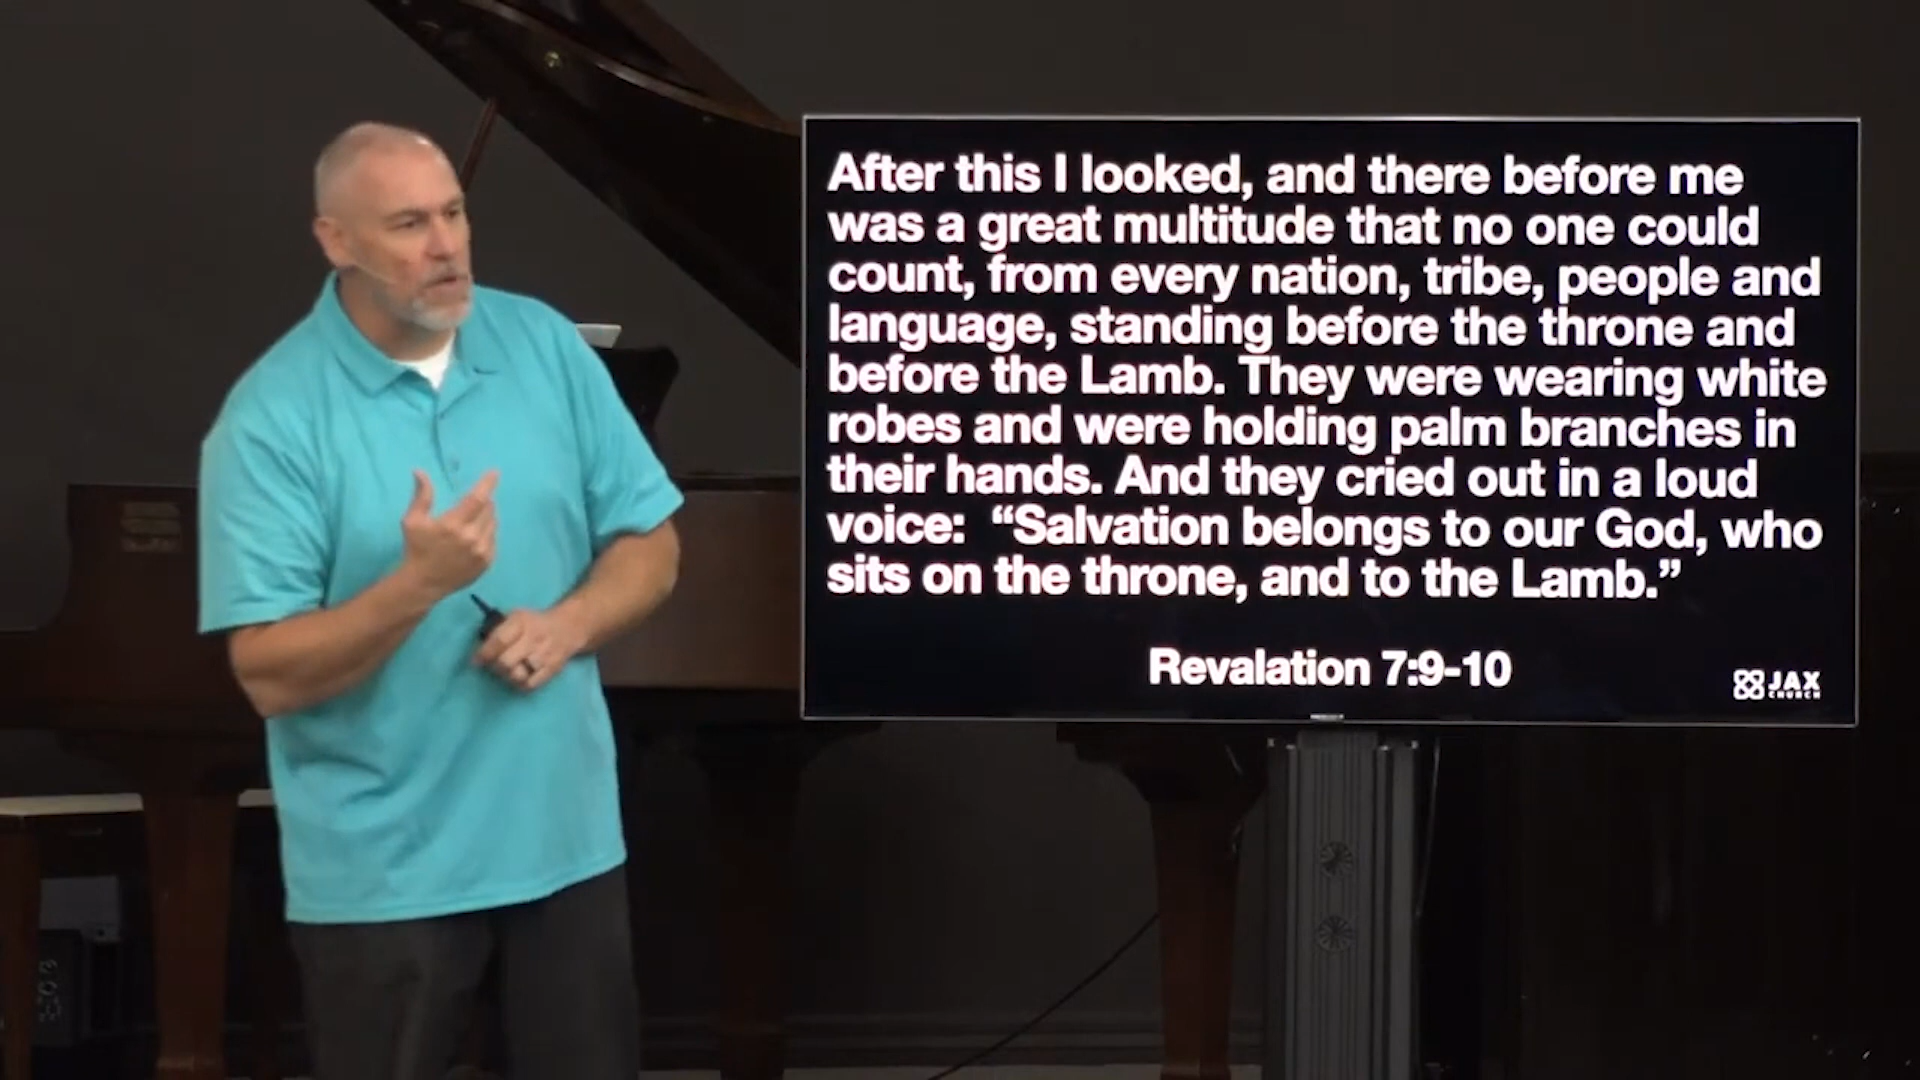 After this I looked, and there before me
was a great multitude that no one could
count, from every nation, tribe, people and
language, standing before the throne and
before the Lamb. They were wearing white
robes and were holding palm branches in
their hands. And they cried out in a loud
voice:  “Salvation belongs to our God, who
sits on the throne, and to the Lamb.”
Revalation 7:9-10
JAX
CHURCH